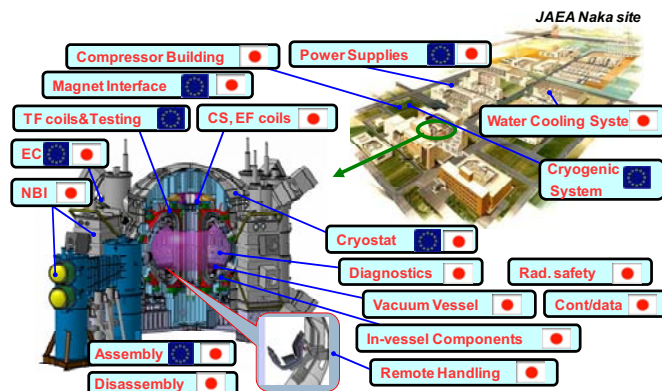 JAEA Naka site
Compressor Building
Power Supplies
Magnet Interface
TF coils&Testing
CS, EF coils
Water Cooling Syste
EC
Cryogenic
System
NBI
Cryostat
Diagnostics
Rad. safety
Vacuum Vessel
Cont/data
In-vessel Components
Assembly
Remote Handling
Disassembly